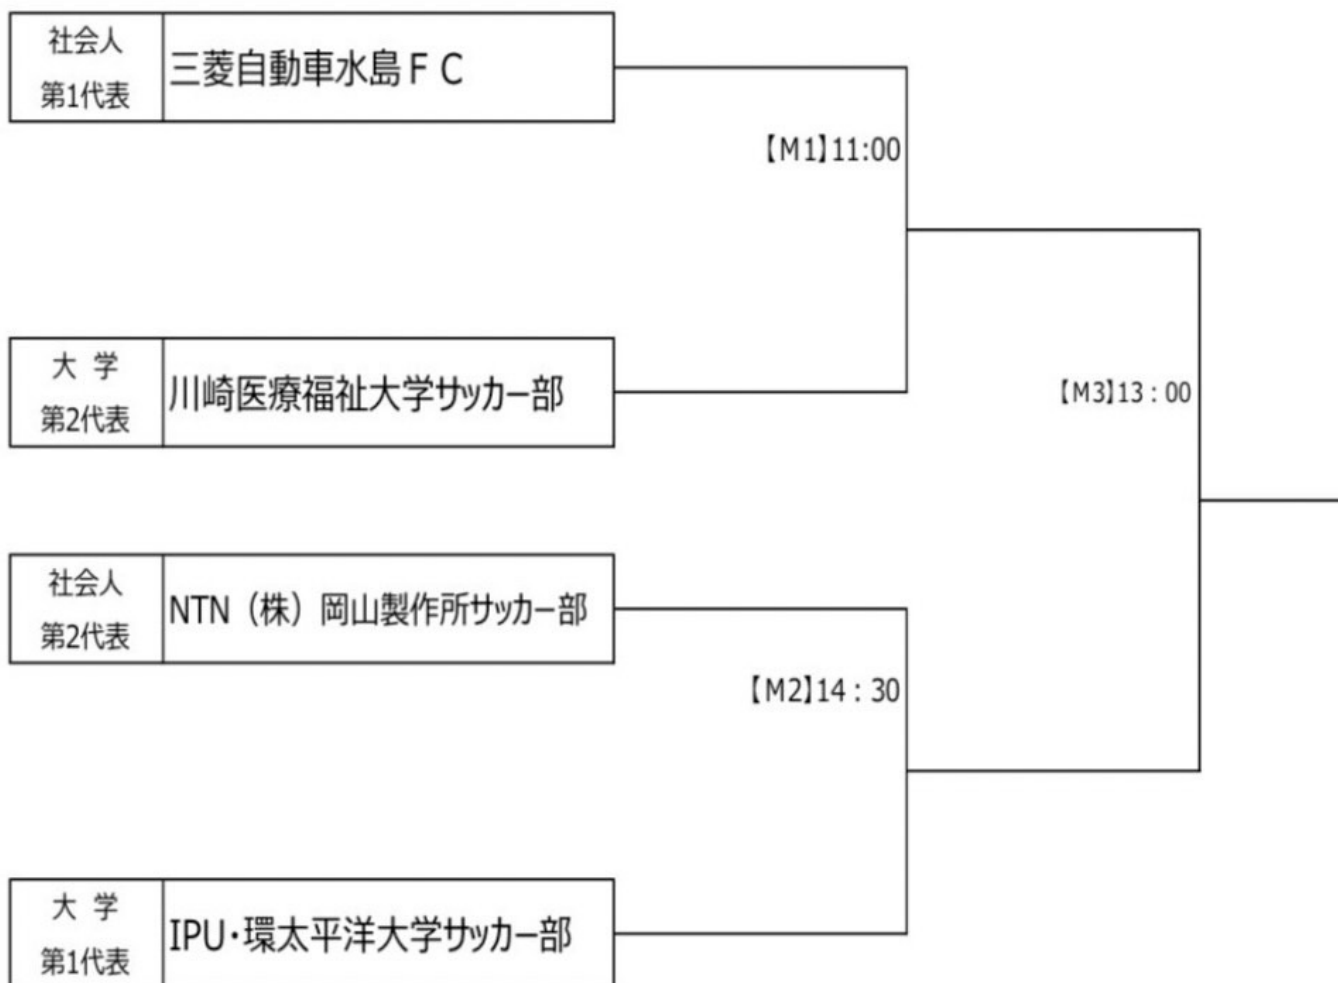 社会人
第1代表
三菱自動車水島ＦＣ
【M1】11:00
大 学
第2代表
川崎医療福祉大学サッカー部
【M3】13：00
社会人
第2代表
NTN（株）岡山製作所サッカー部
【M2】14：30
大 学
第1代表
IPU・環太平洋大学サッカー部